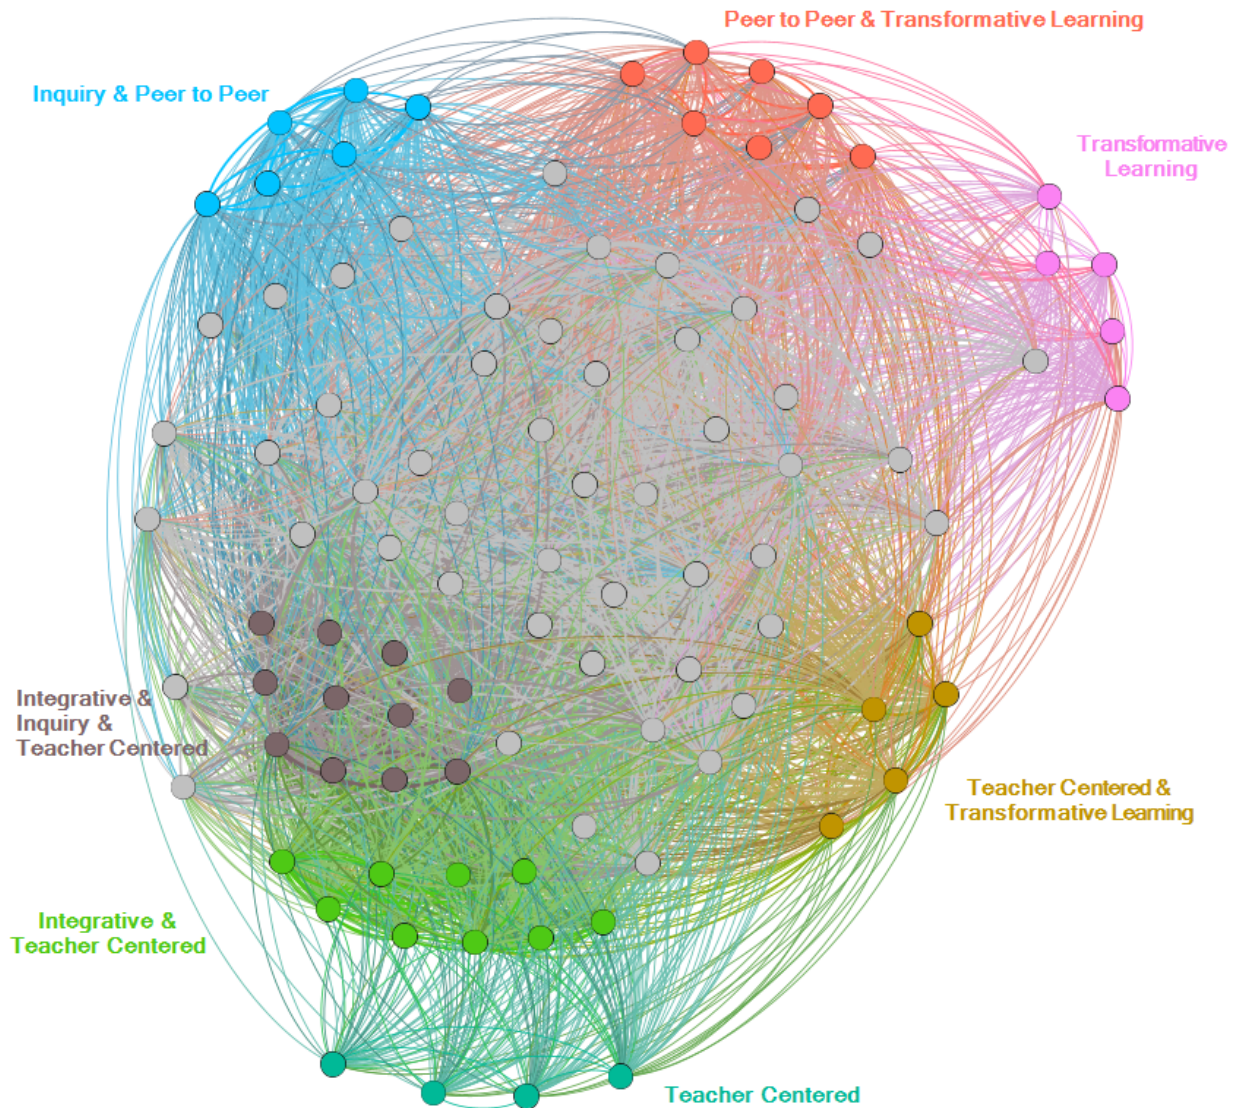 Peer to Peer & Transformative Learning
Inquiry & Peer to Peer
Transformative
Learning
Integrative &
Inquiry &
Teacher Centered
Teacher Centered &
Transformative Learning
Integrative &
Teacher Centered
Teacher Centered